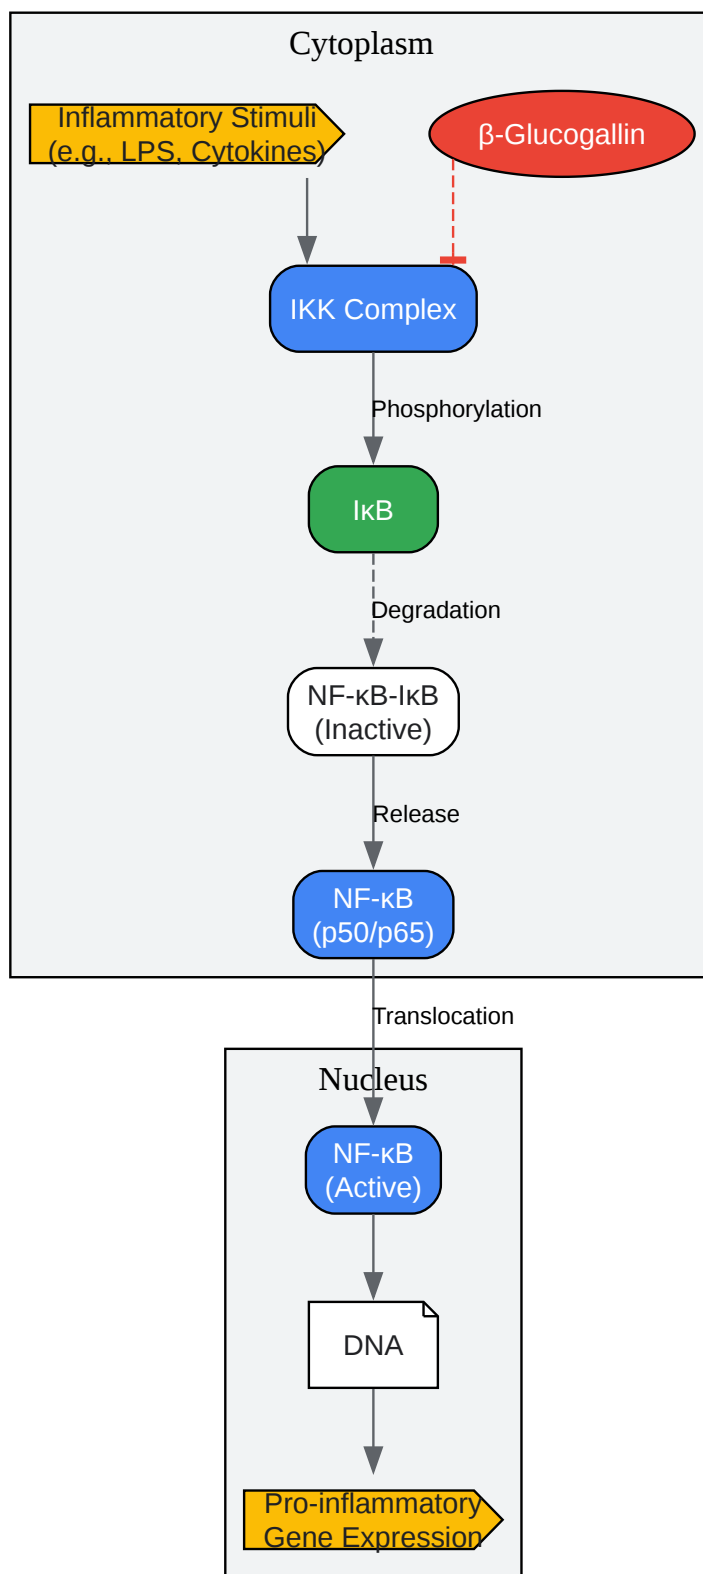 Cytoplasm
Inflammatory Stimuli
(e.g., LPS, Cytokines)
β-Glucogallin
IKK Complex
Phosphorylation
IκB
Degradation
NF-κB-IκB
(Inactive)
Release
NF-κB
(p50/p65)
Translocation
Nucleus
NF-κB
(Active)
DNA
Pro-inflammatory
Gene Expression